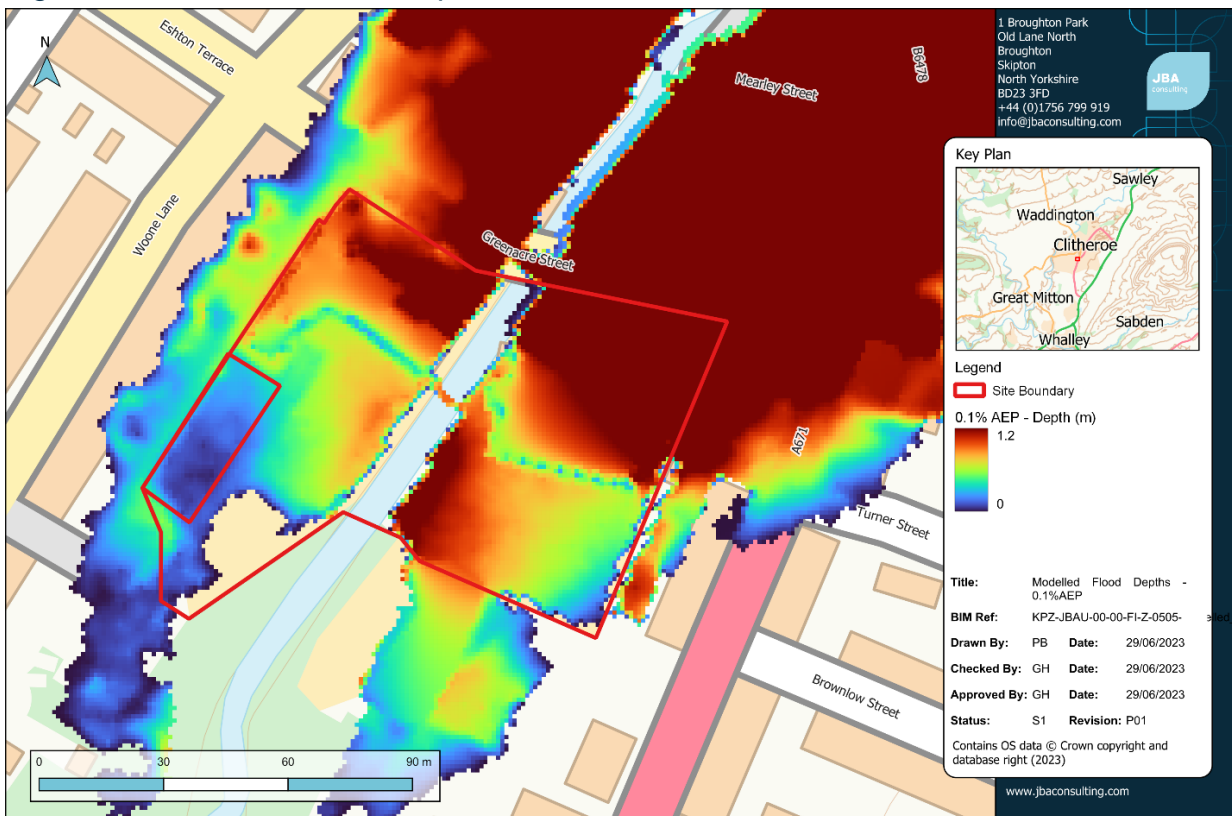 1 Broughton Park
Old Lane North
Broughton
Skipton
North Yorkshire
BD23 3FD
+44 (0)1756 799 919
info@jbaconsulting.com
JBA
consulting
N
Eshton Terrace
Woone Lane
Mearley Street
B6478
Greenacre Street
A671
Turner Street
Brownlow Street
0 30 60 90 m
Key Plan
Sawley
Waddington
Clitheroe
Great Mitton
Sabden
Whalley
Legend
Site Boundary
0.1% AEP - Depth (m)
1.2
0
Title: Modelled Flood Depths -
0.1%AEP
BIM Ref: KPZ-JBAU-00-00-FI-Z-0505-
Drawn By: PB Date: 29/06/2023
Checked By: GH Date: 29/06/2023
Approved By: GH Date: 29/06/2023
Status: S1 Revision: P01
Contains OS data © Crown copyright and
database right (2023)
www.jbaconsulting.com